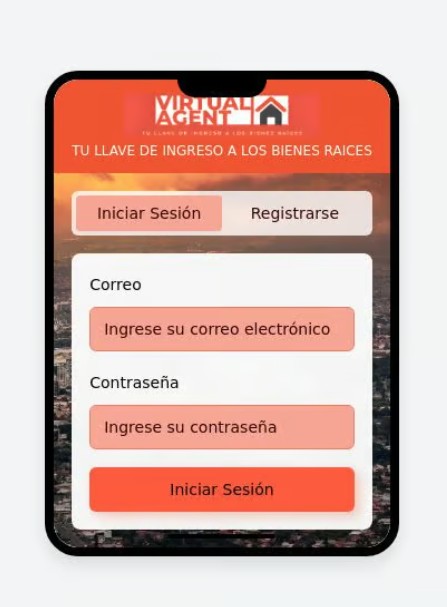 VIRTUAL
AGENT
TU LLAVE DE INGRESO A LOS BIENES RAICES
TU LLAVE DE INGRESO A LOS BIENES RAICES
Iniciar Sesión
Registrarse
Correo
Ingrese su correo electrónico
Contraseña
Ingrese su contraseña
Iniciar Sesión